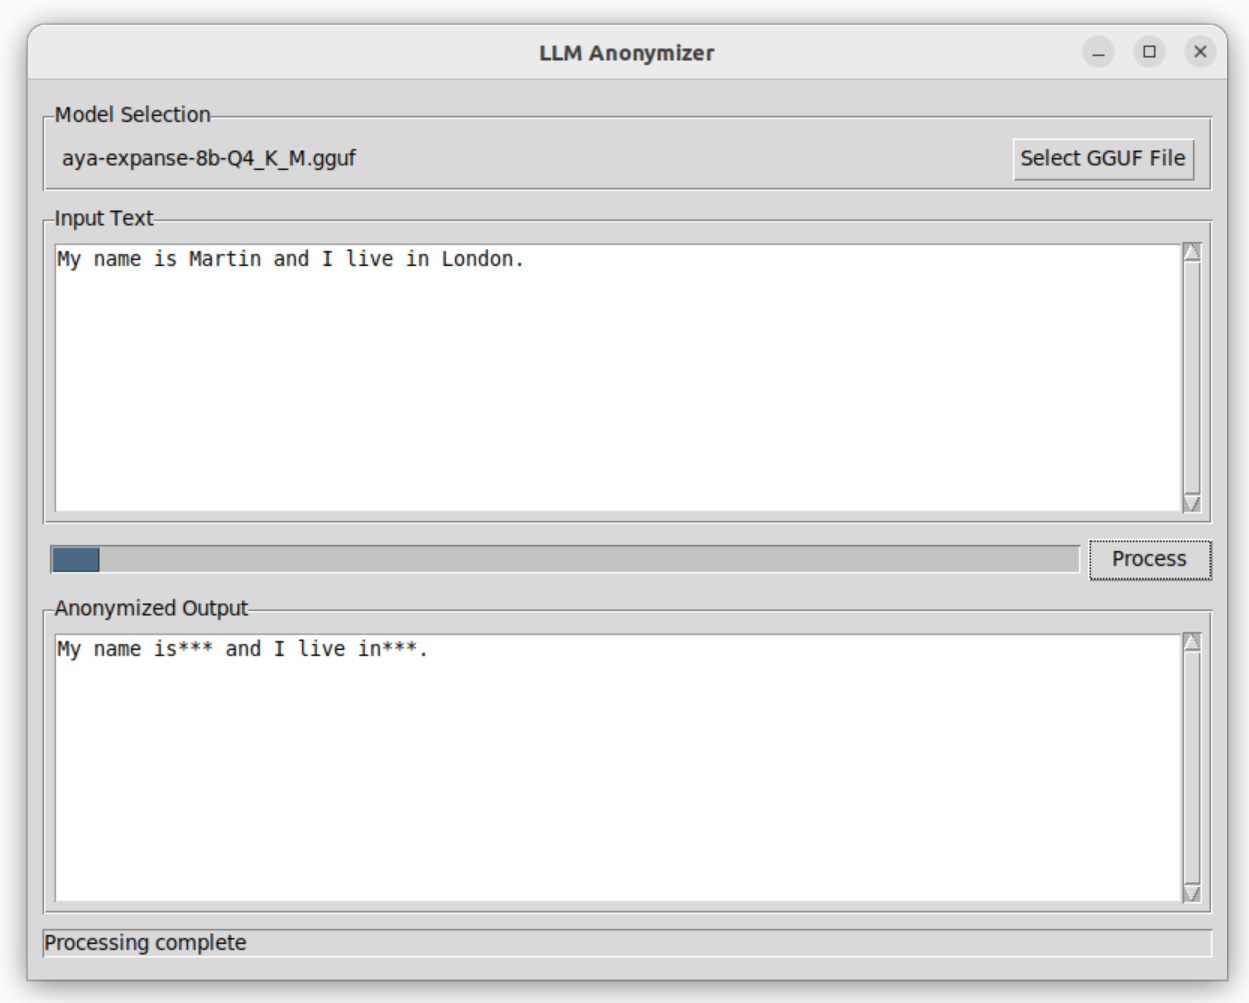 LLM Anonymizer
Model Selection
aya-expanse-8b-Q4_K_M.gguf
Select GGUF File
Input Text
My name is Martin and I live in London.
Process
Anonymized Output
My name is*** and I live in***.
Processing complete